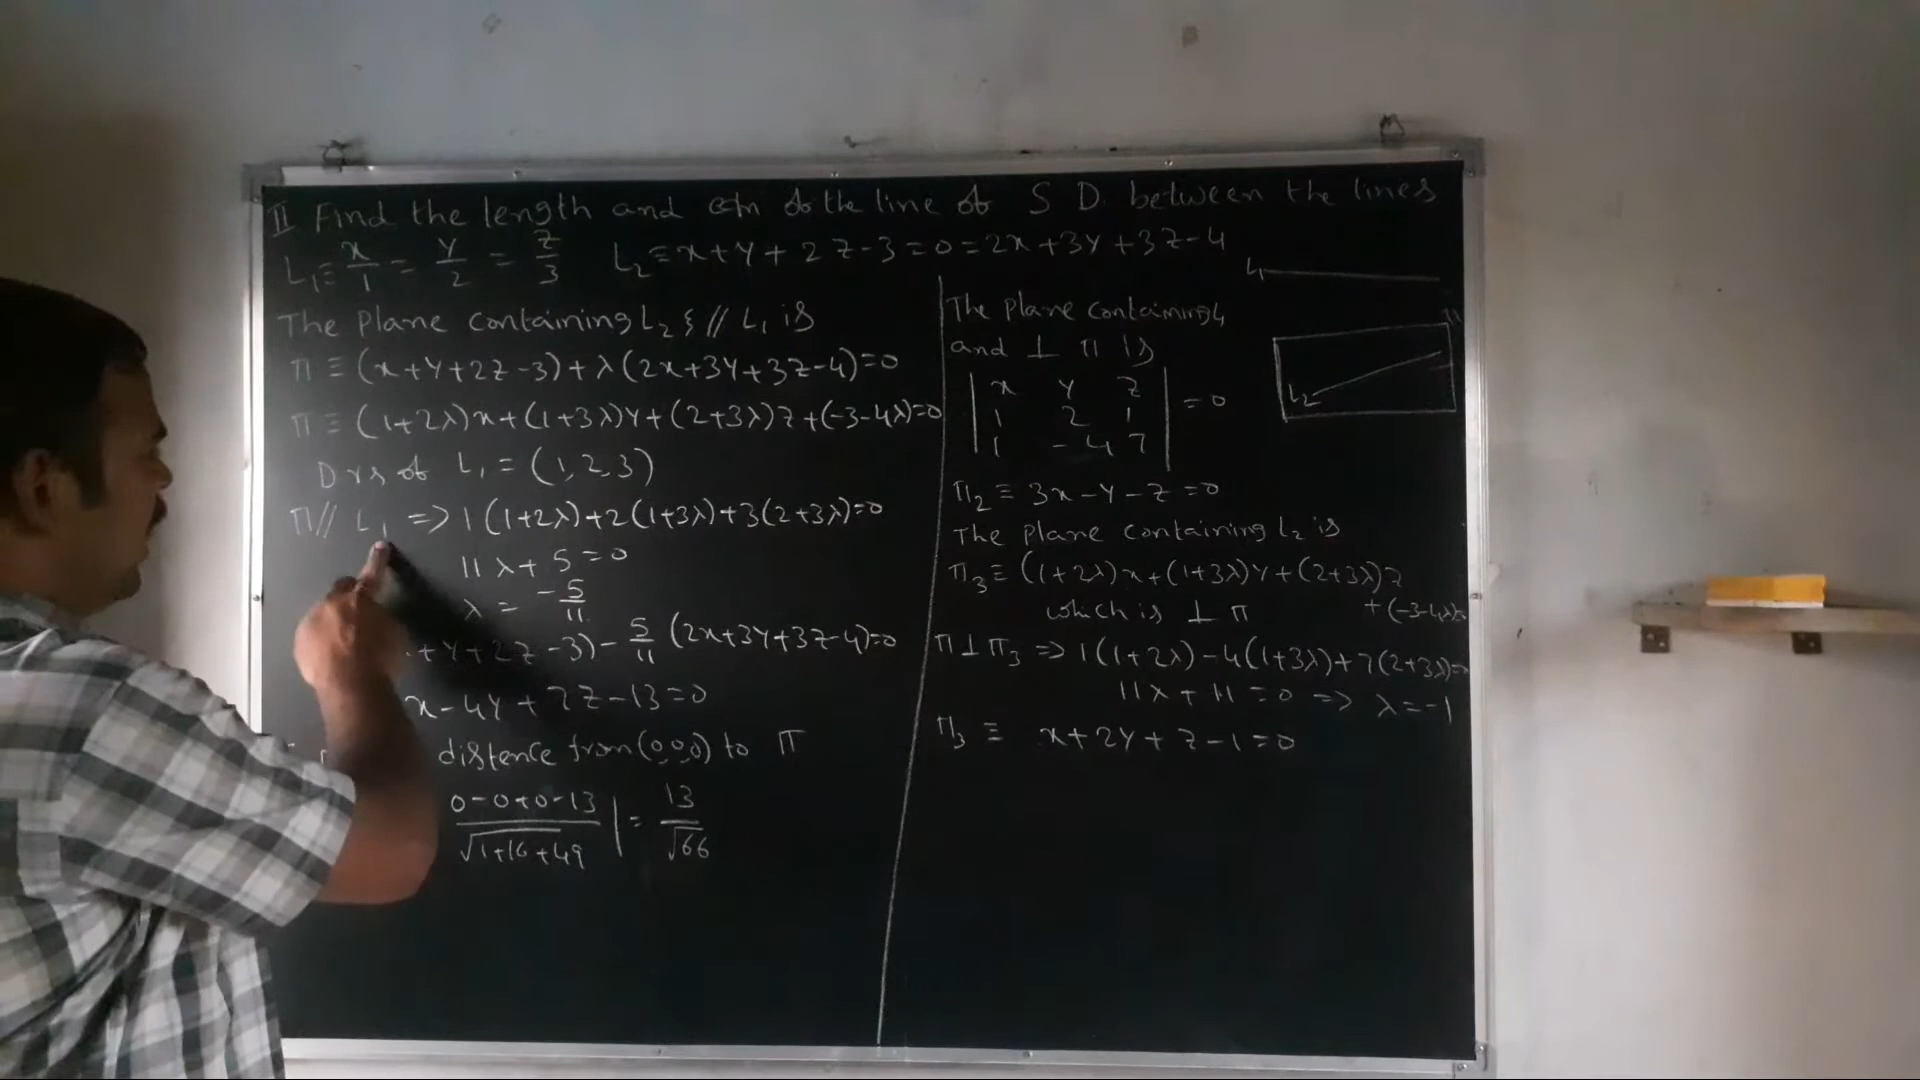 II Find the length and eqn of the line of S D. between the lines
L₁≡ x/1 = y/2 = z/3 L₂≡x+y+2z-3=0=2x+3y+3z-4
The plane containing L₂ & // L₁ is
π ≡ (x+y+2z-3)+λ(2x+3y+3z-4)=0
π ≡ (1+2λ)x+(1+3λ)y+(2+3λ)z+(-3-4λ)=0
Drs of L₁ = (1,2,3)
π // L₁ => 1(1+2λ)+2(1+3λ)+3(2+3λ)=0
11λ+5=0
λ = -5/11
+y+2z-3)-5/11(2x+3y+3z-4)=0
x-4y+7z-13=0
distence from(0,0,0) to π
0-0+0-13/√1+16+49 | = 13/√66
The plane containing L₁
and ⊥ π is
| x y z |
| 1 2 1 | =0
| 1 -4 7 |
π₂ ≡ 3x-y-z=0
The plane containing L₂ is
π₃ ≡ (1+2λ)x+(1+3λ)y+(2+3λ)z
+(-3-4λ)=
which is ⊥ π
π⊥π₃ => 1(1+2λ)-4(1+3λ)+7(2+3λ)=
11λ+11=0 => λ=-1
π₃ ≡ x+2y+z-1=0
L₁
π
L₂